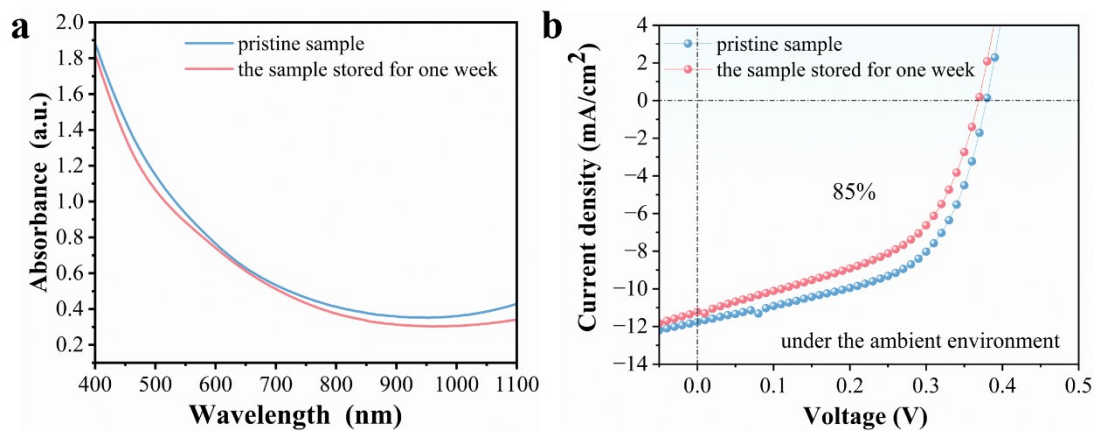 a
2.0
1.8
1.6
1.4
1.2
1.0
0.8
0.6
0.4
0.2
Absorbance (a.u.)
pristine sample
the sample stored for one week
400 500 600 700 800 900 1000 1100
Wavelength (nm)
b
4
2
0
−2
−4
−6
−8
−10
−12
−14
Current density (mA/cm²)
pristine sample
the sample stored for one week
85%
under the ambient environment
0.0 0.1 0.2 0.3 0.4 0.5
Voltage (V)